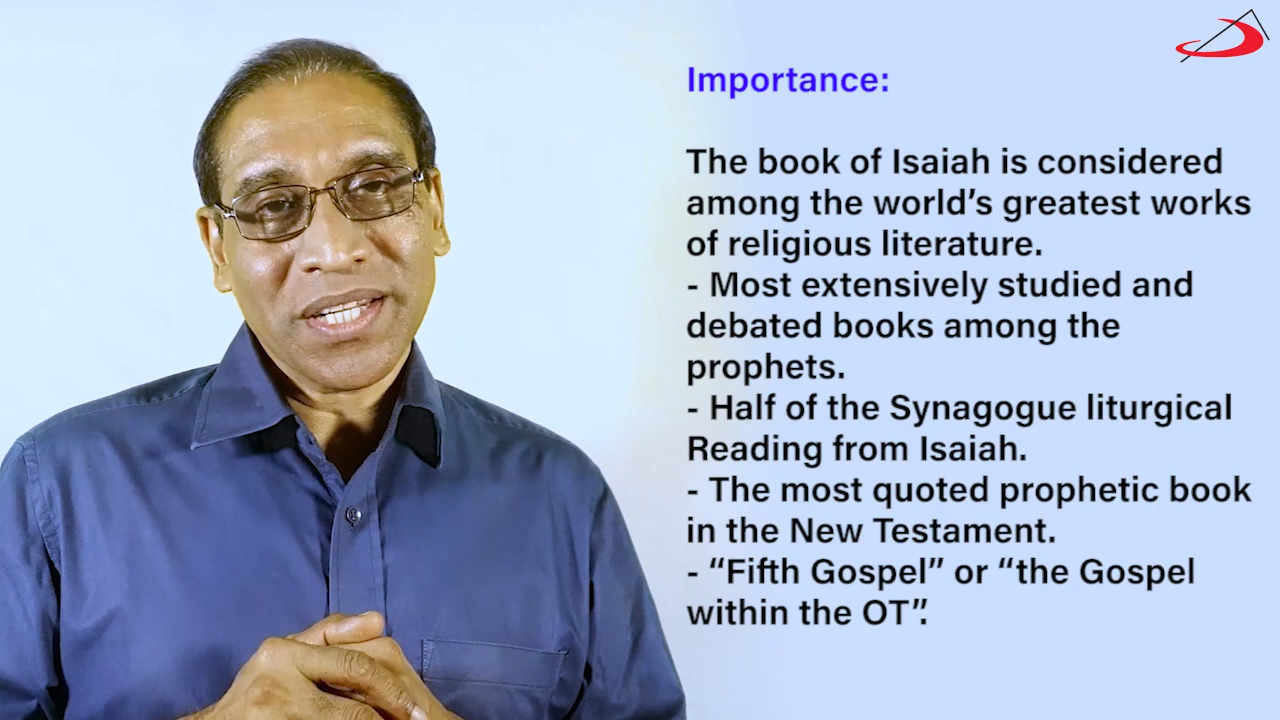 Importance:
The book of Isaiah is considered
among the world’s greatest works
of religious literature.
- Most extensively studied and
debated books among the
prophets.
- Half of the Synagogue liturgical
Reading from Isaiah.
- The most quoted prophetic book
in the New Testament.
- “Fifth Gospel” or “the Gospel
within the OT”.